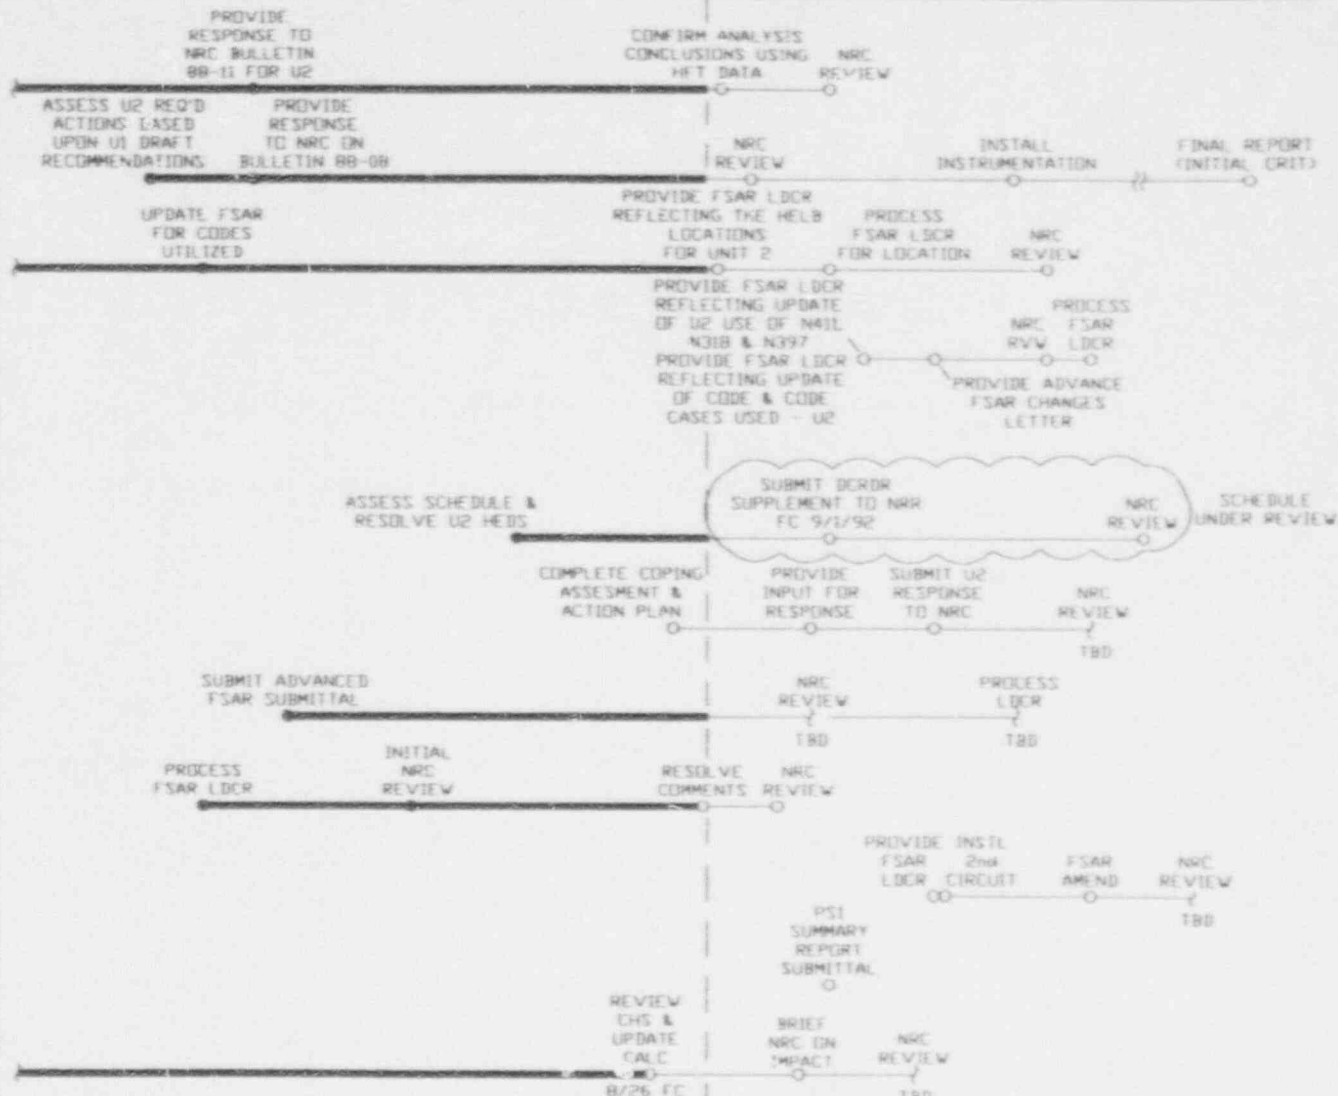 PROVIDE
RESPONSE TO
NRC BULLETIN
88-11 FOR U2
CONFIRM ANALYSIS
CONCLUSIONS USING
HFT DATA
NRC
REVIEW
ASSESS U2 REQ'D
ACTIONS BASED
UPON U1 DRAFT
RECOMMENDATIONS
PROVIDE
RESPONSE
TO NRC ON
BULLETIN 88-08
NRC
REVIEW
INSTALL
INSTRUMENTATION
FINAL REPORT
(INITIAL CRIT)
UPDATE FSAR
FOR CODES
UTILIZED
PROVIDE FSAR LDCR
REFLECTING THE HELB
LOCATIONS
FOR UNIT 2
PROCESS
FSAR LDCR
FOR LOCATION
NRC
REVIEW
PROVIDE FSAR LDCR
REFLECTING UPDATE
OF U2 USE OF N411,
N318 & N397
PROVIDE FSAR LDCR
REFLECTING UPDATE
OF CODE & CODE
CASES USED - U2
NRC
RVW
PROCESS
FSAR
LDCR
PROVIDE ADVANCE
FSAR CHANGES
LETTER
ASSESS SCHEDULE &
RESOLVE U2 HEDS
SUBMIT DCRDR
SUPPLEMENT TO NRR
FC 9/1/92
NRC
REVIEW
SCHEDULE
UNDER REVIEW
COMPLETE COPING
ASSESMENT &
ACTION PLAN
PROVIDE
INPUT FOR
RESPONSE
SUBMIT U2
RESPONSE
TO NRC
NRC
REVIEW
TBD
SUBMIT ADVANCED
FSAR SUBMITTAL
NRC
REVIEW
TBD
PROCESS
LDCR
TBD
PROCESS
FSAR LDCR
INITIAL
NRC
REVIEW
RESOLVE
COMMENTS
NRC
REVIEW
PROVIDE
FSAR
LDCR
INSTL
2nd
CIRCUIT
FSAR
AMEND
NRC
REVIEW
TBD
PSI
SUMMARY
REPORT
SUBMITTAL
REVIEW
CHS &
UPDATE
CALC
8/26 FC
BRIEF
NRC ON
IMPACT
NRC
REVIEW
TBD